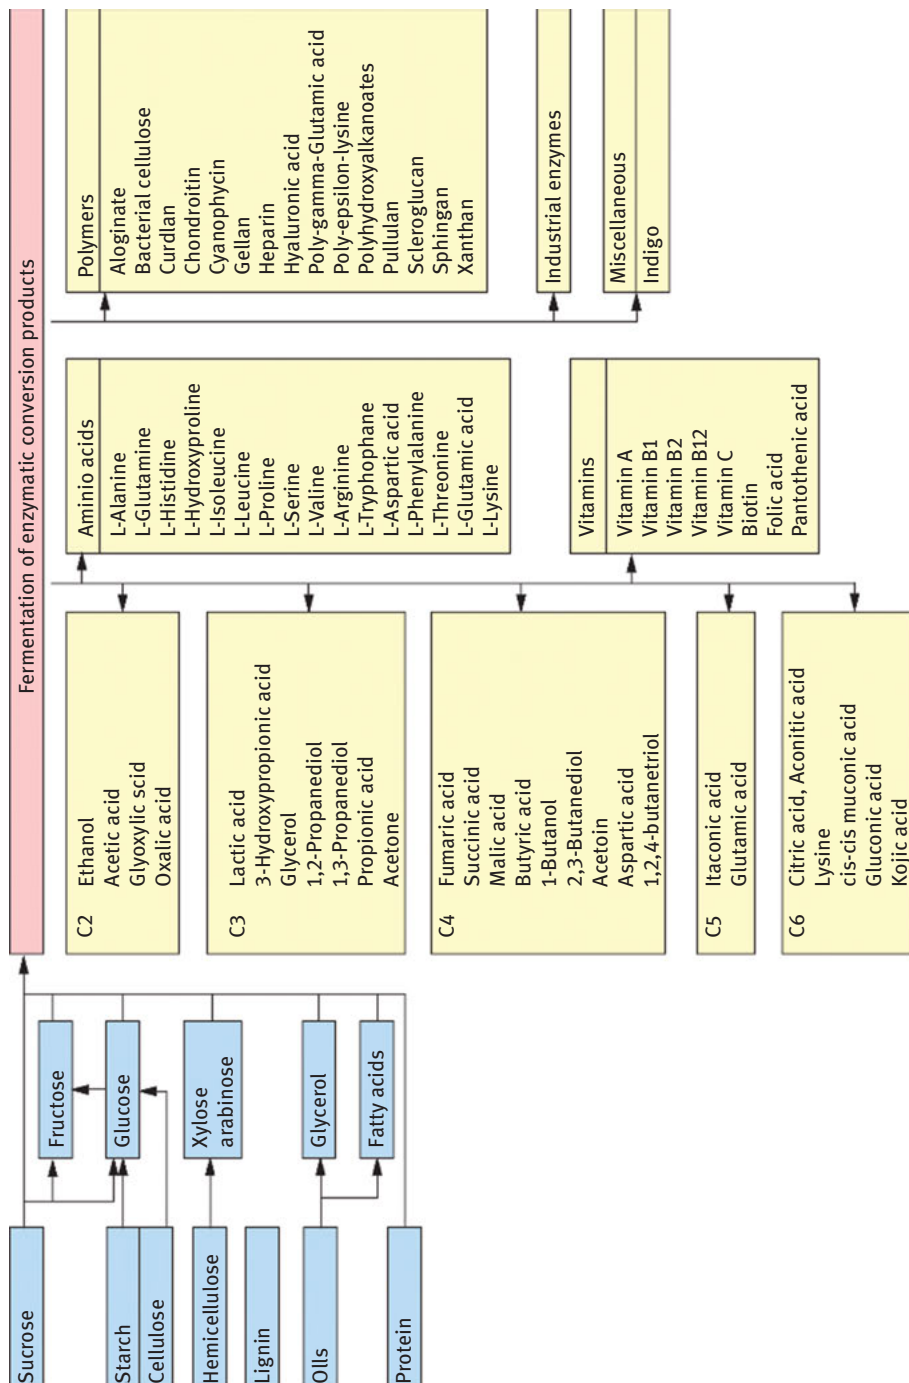 Fermentation of enzymatic conversion products
Sucrose
Starch
Cellulose
Hemicellulose
Lignin
OIls
Protein
Fructose
Glucose
Xylose
arabinose
Glycerol
Fatty acids
C2 Ethanol
Acetic acid
Glyoxylic scid
Oxalic acid
C3 Lactic acid
3-Hydroxypropionic acid
Glycerol
1,2-Propanediol
1,3-Propanediol
Propionic acid
Acetone
C4 Fumaric acid
Succinic acid
Malic acid
Butyric acid
1-Butanol
2,3-Butanediol
Acetoin
Aspartic acid
1,2,4-butanetriol
C5 Itaconic acid
Glutamic acid
C6 Citric acid, Aconitic acid
Lysine
cis-cis muconic acid
Gluconic acid
Kojic acid
Aminio acids
L-Alanine
L-Glutamine
L-Histidine
L-Hydroxyproline
L-Isoleucine
L-Leucine
L-Proline
L-Serine
L-Valine
L-Arginine
L-Tryphophane
L-Aspartic acid
L-Phenylalanine
L-Threonine
L-Glutamic acid
L-Lysine
Vitamins
Vitamin A
Vitamin B1
Vitamin B2
Vitamin B12
Vitamin C
Biotin
Folic acid
Pantothenic acid
Polymers
Aloginate
Bacterial cellulose
Curdlan
Chondroitin
Cyanophycin
Gellan
Heparin
Hyaluronic acid
Poly-gamma-Glutamic acid
Poly-epsilon-lysine
Polyhydroxyalkanoates
Pullulan
Scleroglucan
Sphingan
Xanthan
Industrial enzymes
Miscellaneous
Indigo